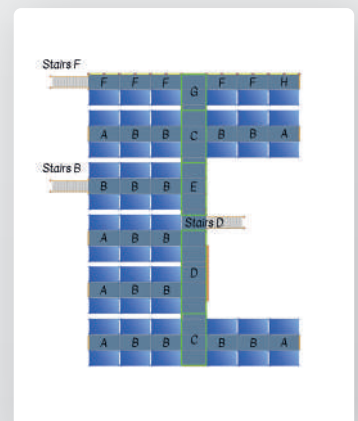 Stairs F
F F F G F F H
A B B C B B A
Stairs B
B B B E
Stairs D
A B B
D
A B B
A B B C B B A